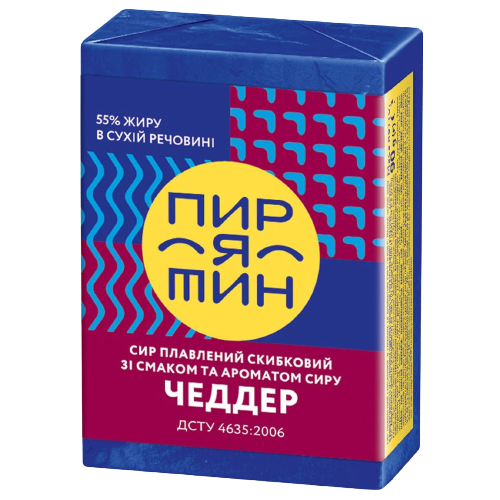 55% ЖИРУ
В СУХІЙ РЕЧОВИНІ
ПИР
Я
ТИН
СИР ПЛАВЛЕНИЙ СКИБКОВИЙ
ЗІ СМАКОМ ТА АРОМАТОМ СИРУ
ЧЕДДЕР
ДСТУ 4635:2006